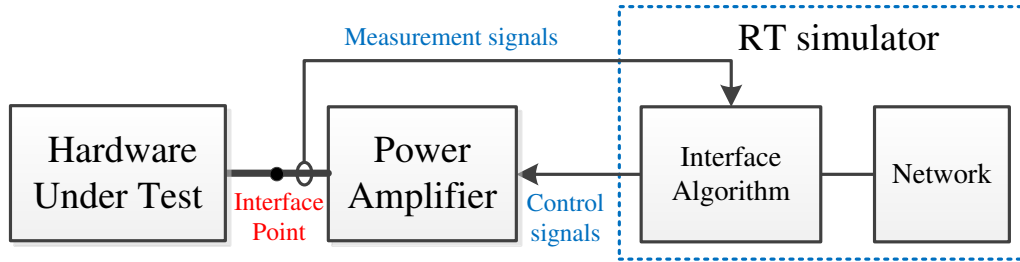 Measurement signals
RT simulator
Hardware
Under Test
Interface
Point
Power
Amplifier
Control
signals
Interface
Algorithm
Network